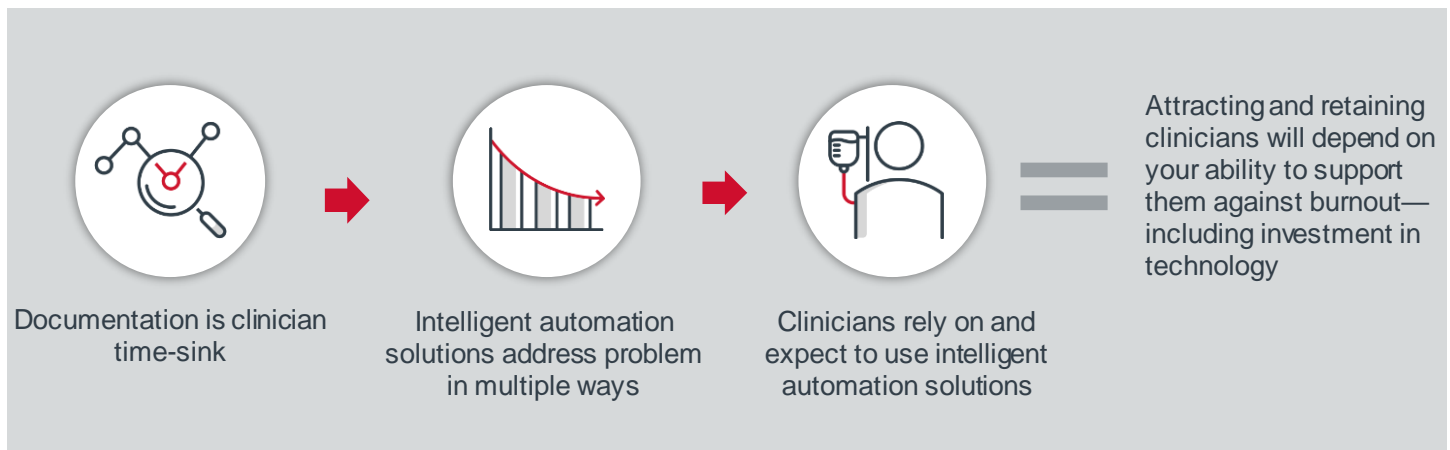 Documentation is clinician
time-sink
Intelligent automation
solutions address problem
in multiple ways
Clinicians rely on and
expect to use intelligent
automation solutions
Attracting and retaining
clinicians will depend on
your ability to support
them against burnout—
including investment in
technology